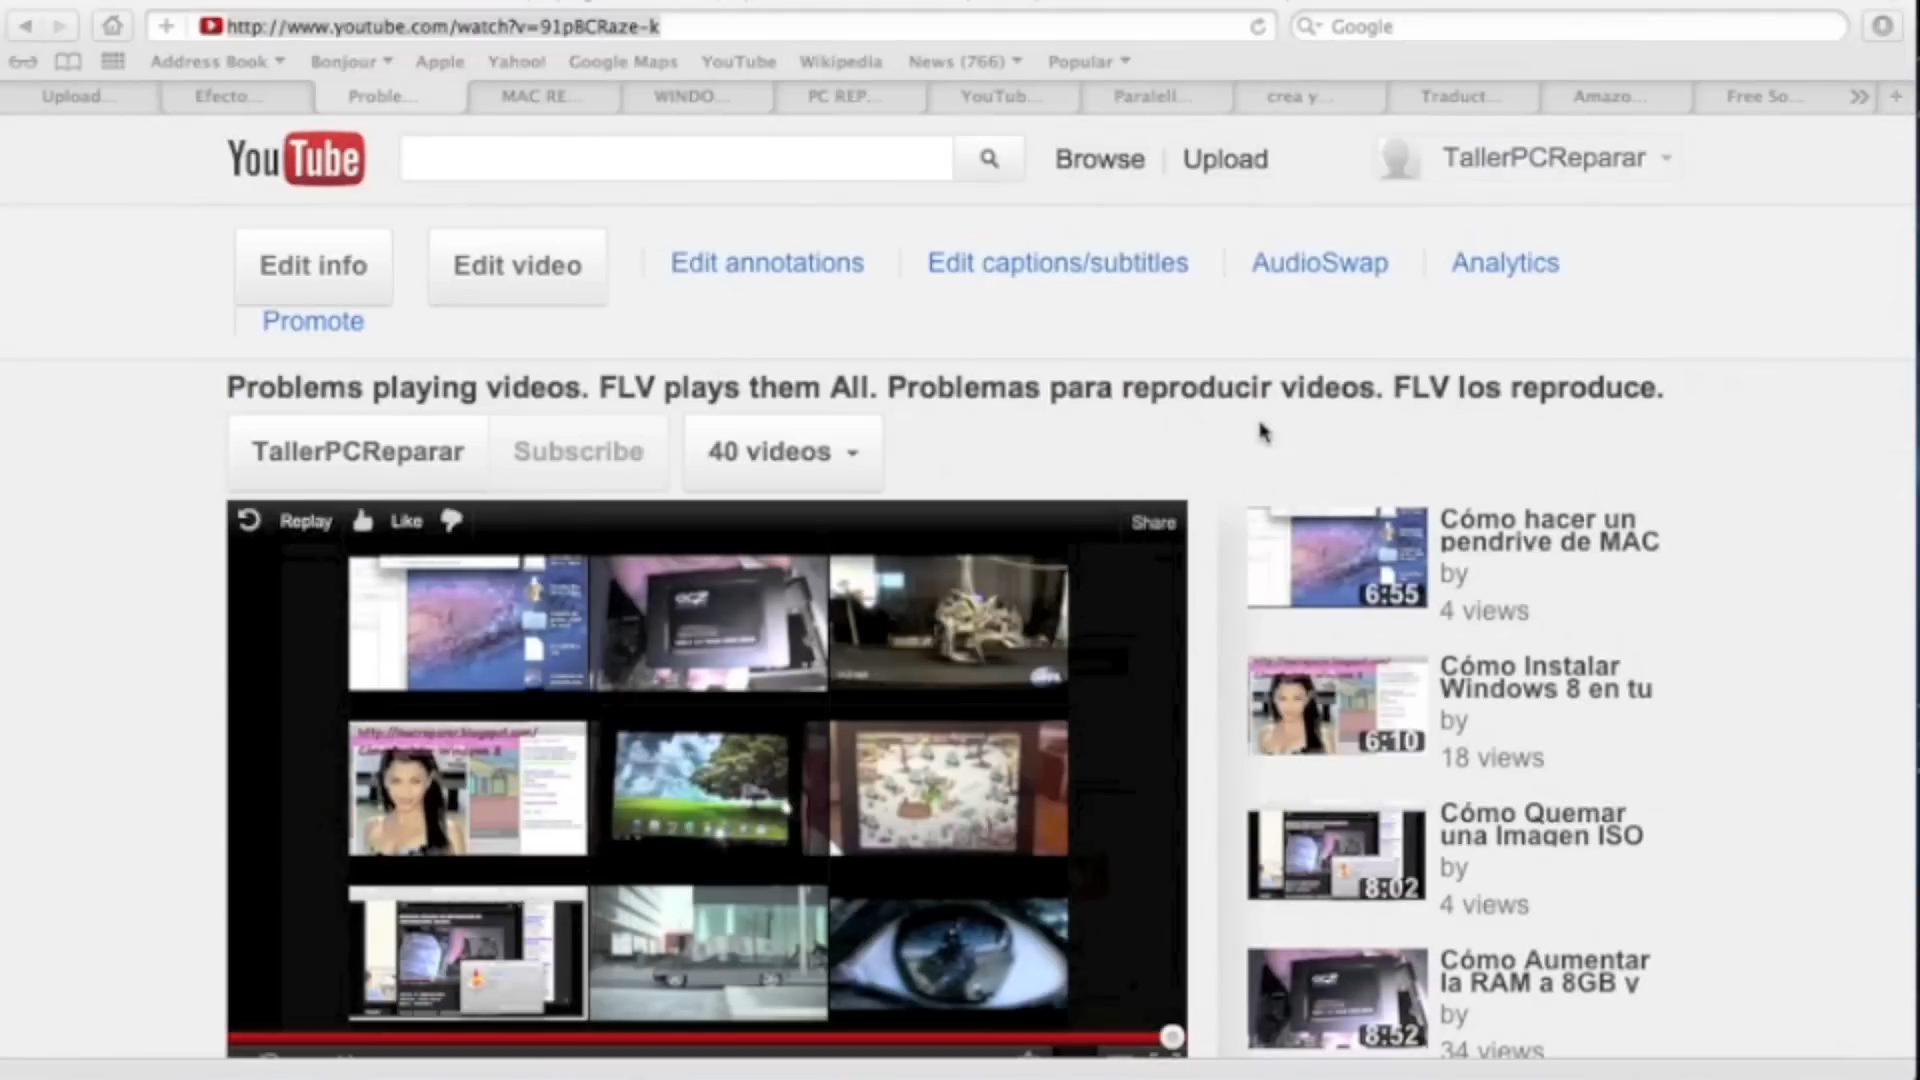 http://www.youtube.com/watch?v=91pBCRaze-k
Google
Address Book
Bonjour
Apple
Yahoo!
Google Maps
YouTube
Wikipedia
News (766)
Popular
Upload...
Efecto...
Proble...
MAC RE...
WINDO...
PC REP...
YouTub...
Paralell...
crea y...
Traduct...
Amazo...
Free So...
YouTube
Browse
Upload
TallerPCReparar
Edit info
Edit video
Edit annotations
Edit captions/subtitles
AudioSwap
Analytics
Promote
Problems playing videos. FLV plays them All. Problemas para reproducir videos. FLV los reproduce.
TallerPCReparar
Subscribe
40 videos
Replay
Like
Share
OCZ
Cómo hacer un
pendrive de MAC
by
4 views
6:55
Cómo Instalar
Windows 8 en tu
by
18 views
6:10
Cómo Quemar
una Imagen ISO
by
4 views
8:02
Cómo Aumentar
la RAM a 8GB y
by
34 views
8:52